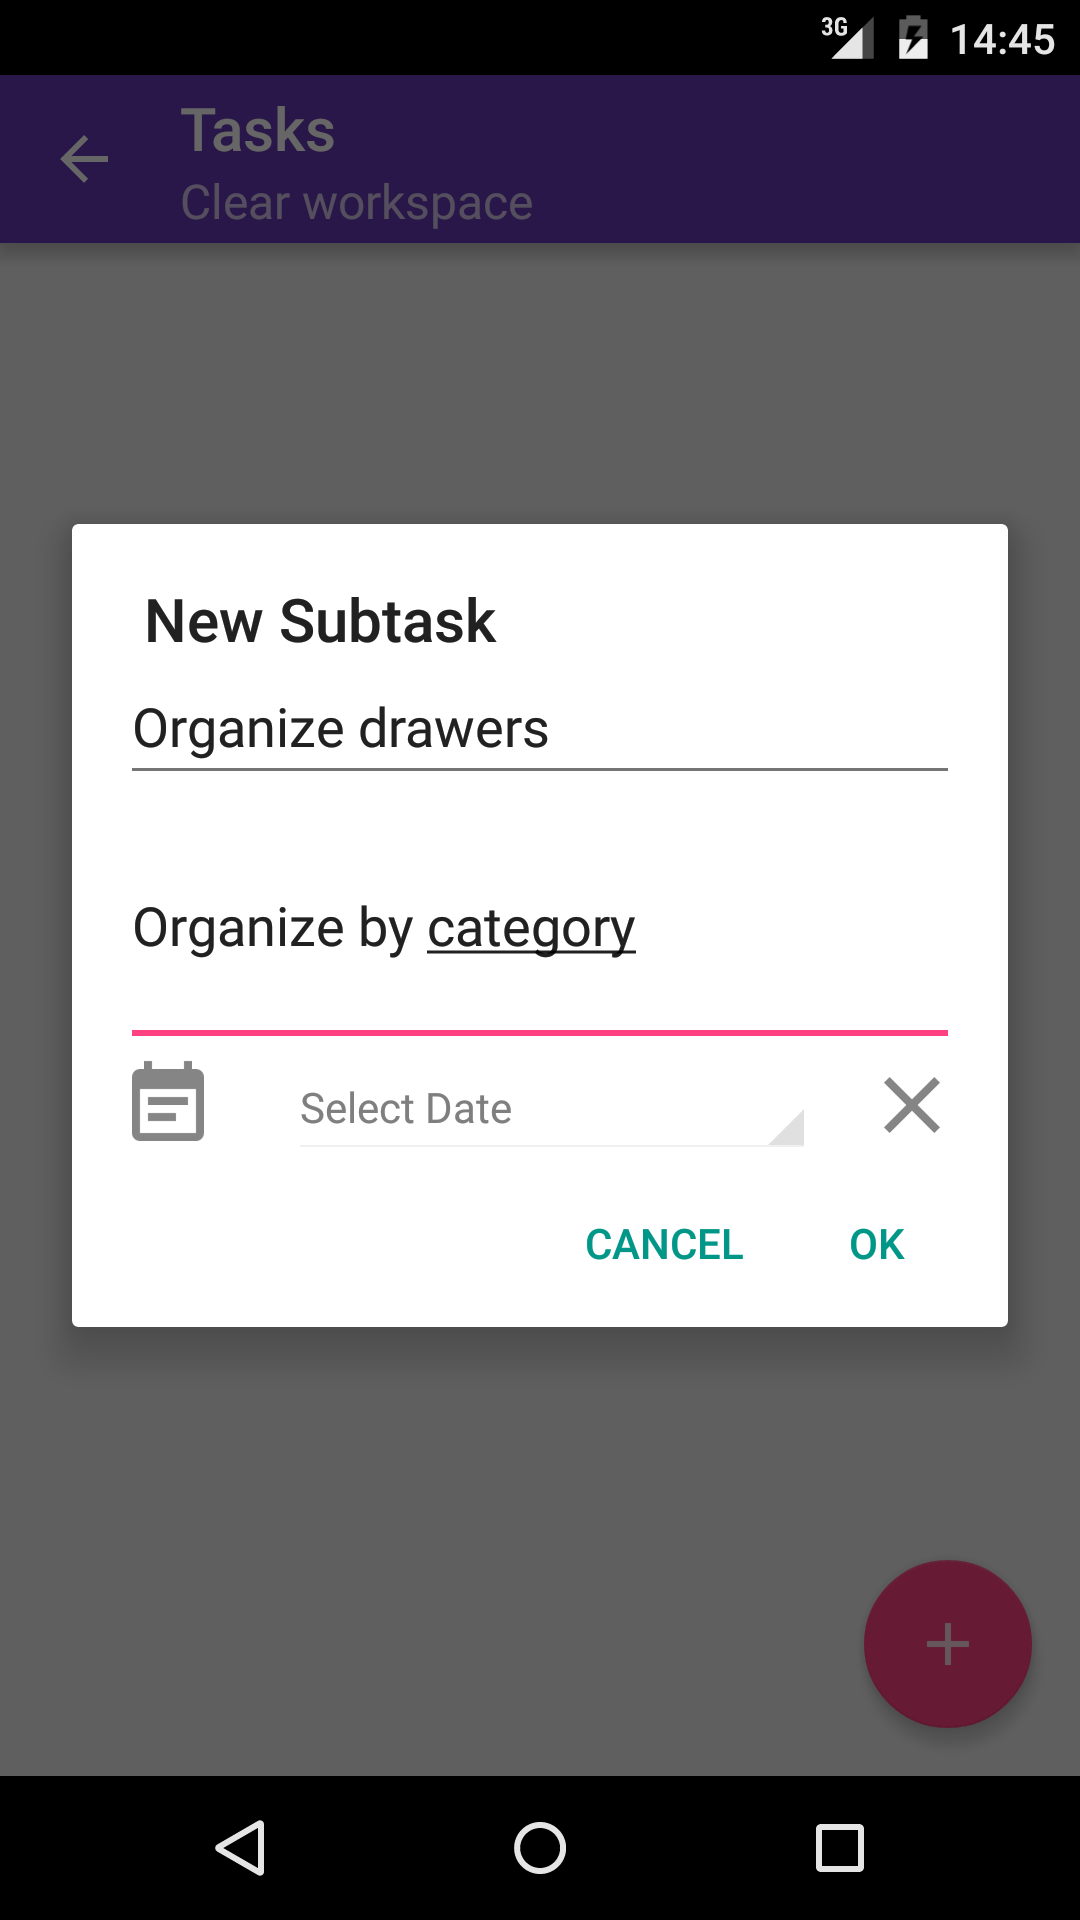 3G 14:45
Tasks
Clear workspace
New Subtask
Organize drawers
Organize by category
Select Date
CANCEL OK